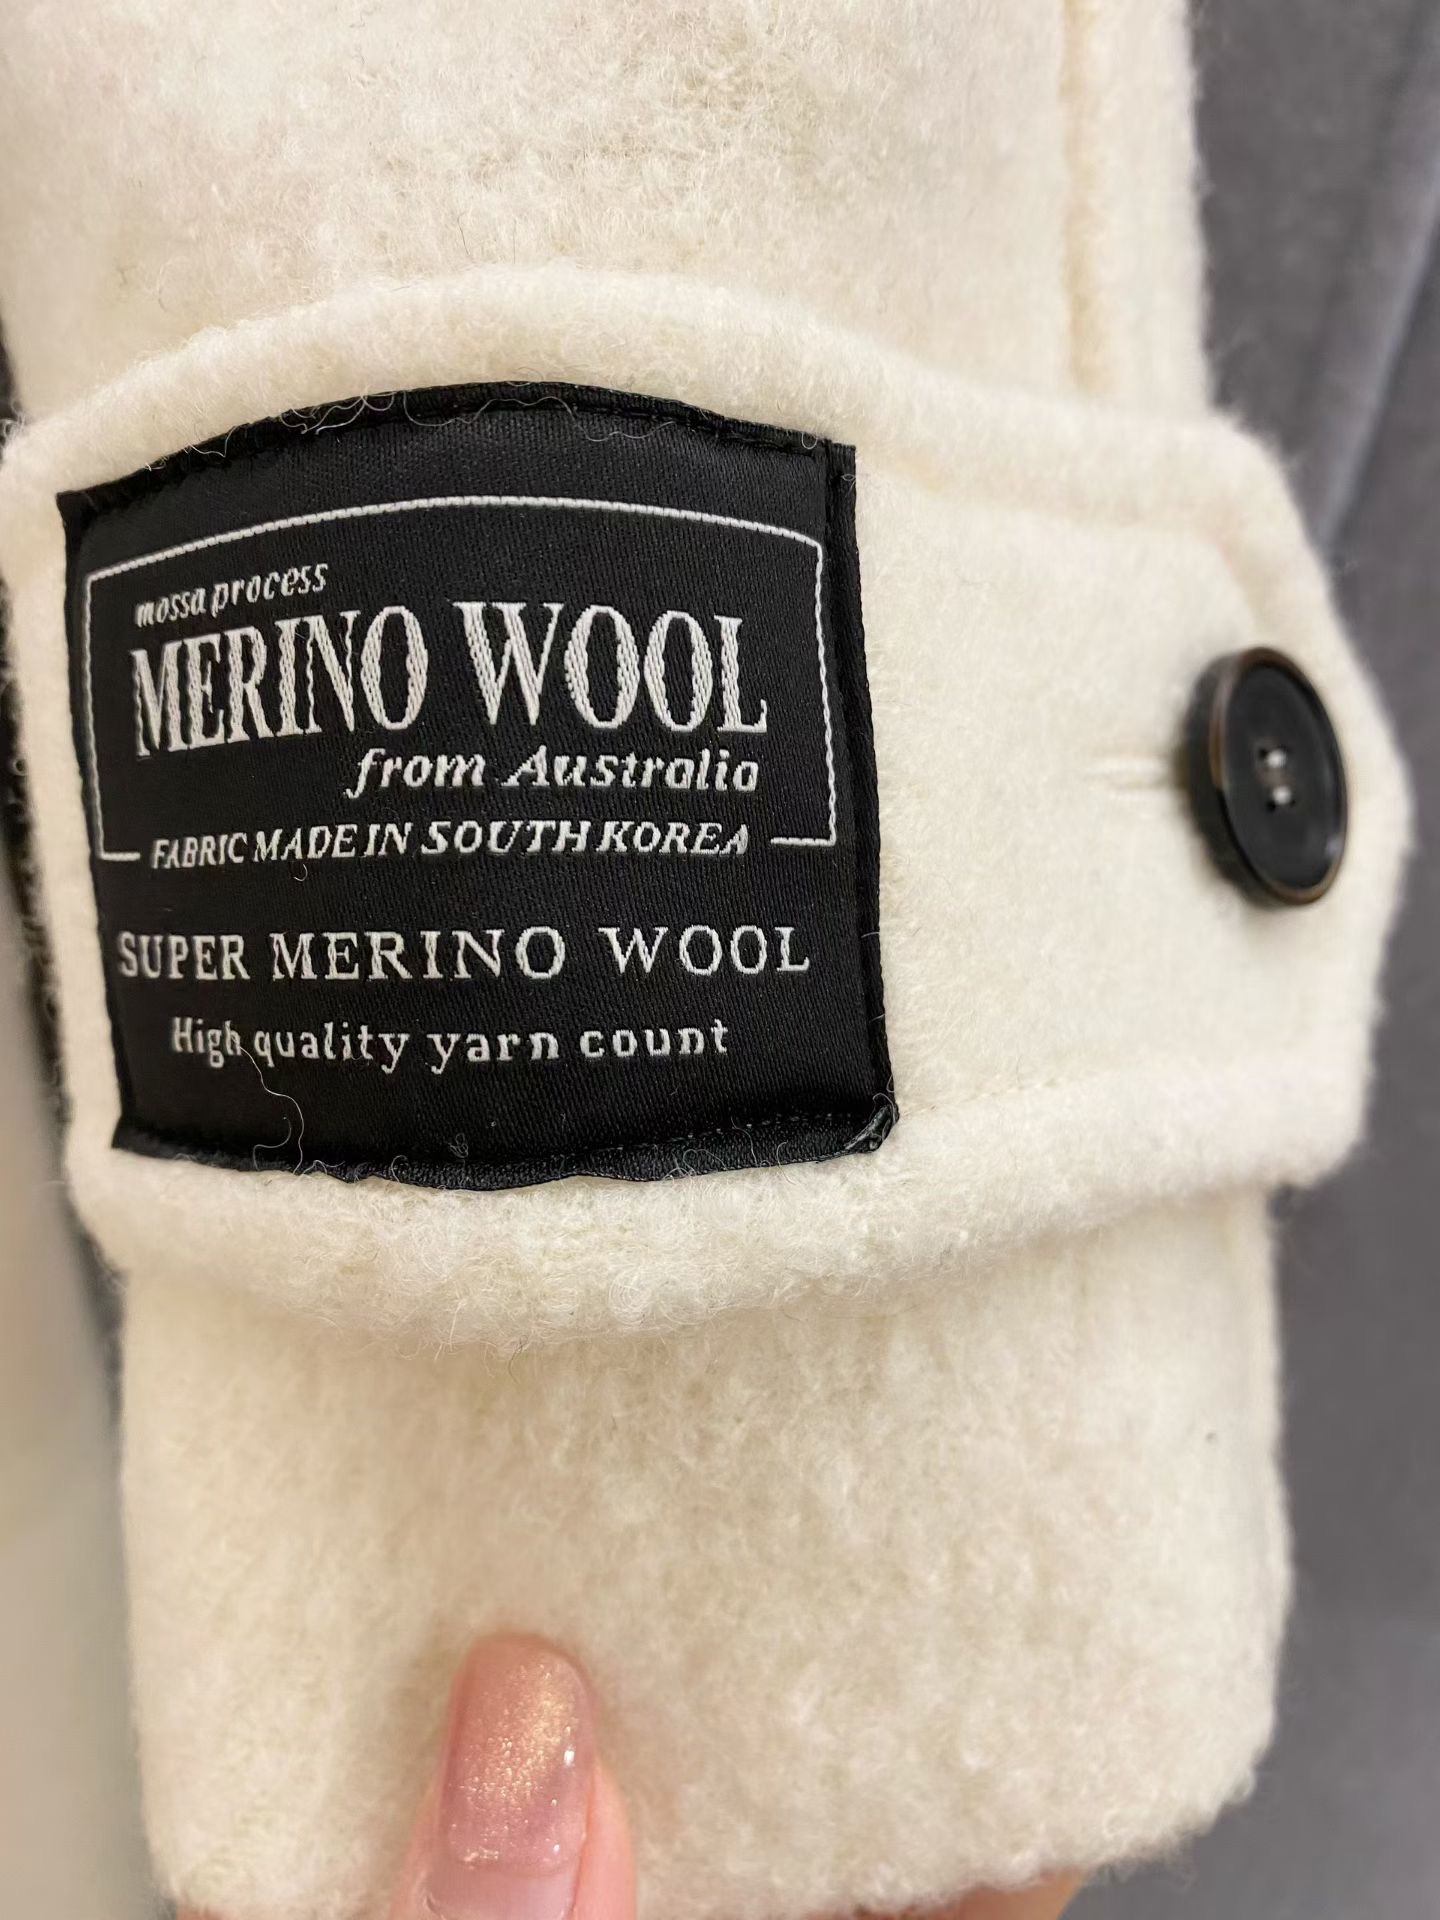 mossa process
MERINO WOOL
from Australia
FABRIC MADE IN SOUTH KOREA
SUPER MERINO WOOL
High quality yarn count